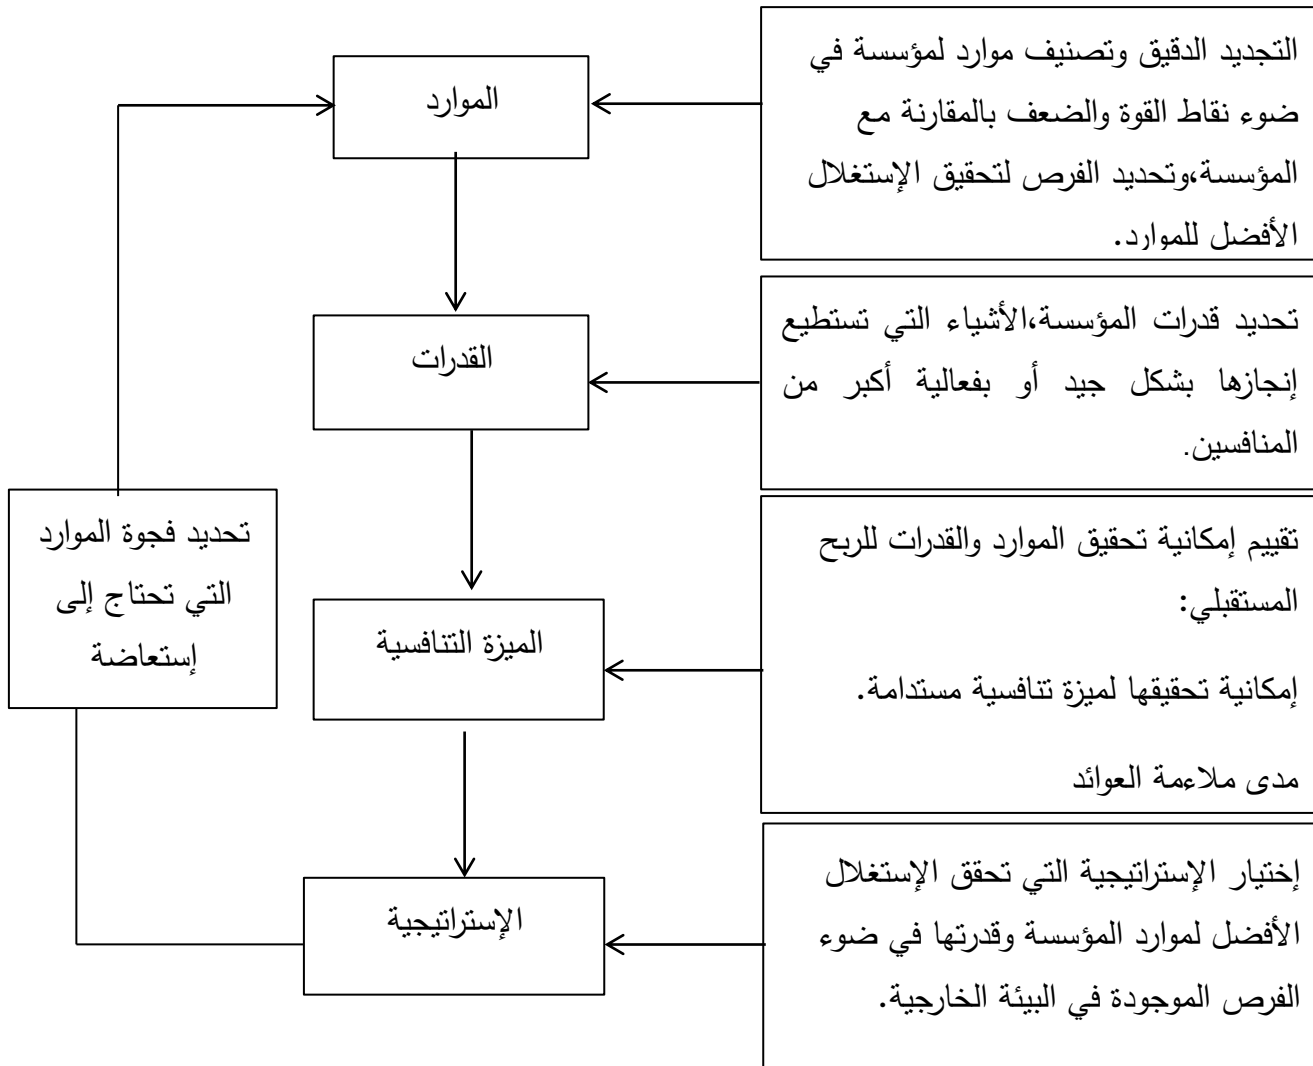 التجديد الدقيق وتصنيف موارد لمؤسسة في
ضوء نقاط القوة والضعف بالمقارنة مع
المؤسسة،وتحديد الفرص لتحقيق الإستغلال
الأفضل للموارد.
الموارد
تحديد قدرات المؤسسة،الأشياء التي تستطيع
إنجازها بشكل جيد أو بفعالية أكبر من
المنافسين.
القدرات
تقييم إمكانية تحقيق الموارد والقدرات للربح
المستقبلي:
إمكانية تحقيقها لميزة تنافسية مستدامة.
مدى ملاءمة العوائد
الميزة التنافسية
إختيار الإستراتيجية التي تحقق الإستغلال
الأفضل لموارد المؤسسة وقدرتها في ضوء
الفرص الموجودة في البيئة الخارجية.
الإستراتيجية
تحديد فجوة الموارد
التي تحتاج إلى
إستعاضة